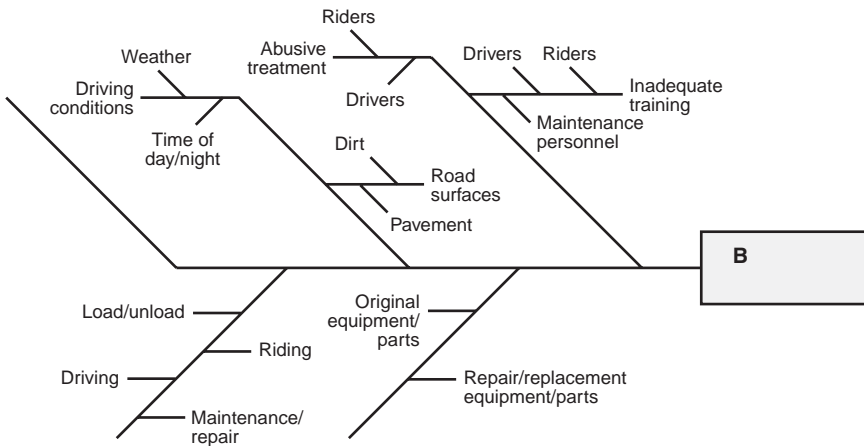 Riders
Abusive
treatment
Drivers
Drivers
Riders
Inadequate
training
Maintenance
personnel
Weather
Driving
conditions
Time of
day/night
Dirt
Road
surfaces
Pavement
B
Load/unload
Riding
Driving
Maintenance/
repair
Original
equipment/
parts
Repair/replacement
equipment/parts